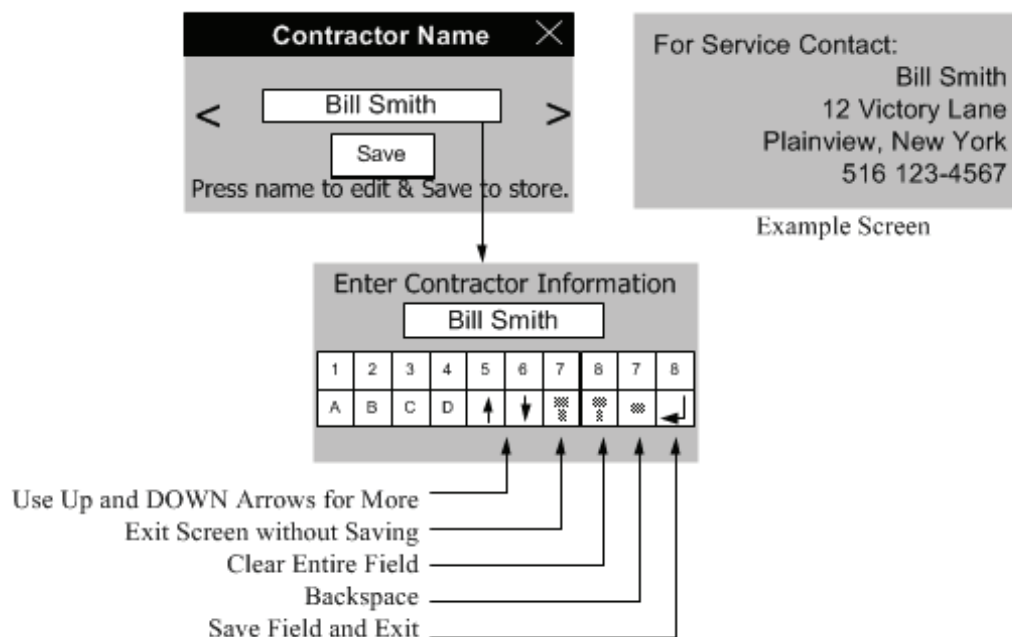 Contractor Name
< Bill Smith >
Save
Press name to edit & Save to store.
For Service Contact:
Bill Smith
12 Victory Lane
Plainview, New York
516 123-4567
Example Screen
Enter Contractor Information
Bill Smith
1 2 3 4 5 6 7 8 7 8
A B C D
Use Up and DOWN Arrows for More
Exit Screen without Saving
Clear Entire Field
Backspace
Save Field and Exit